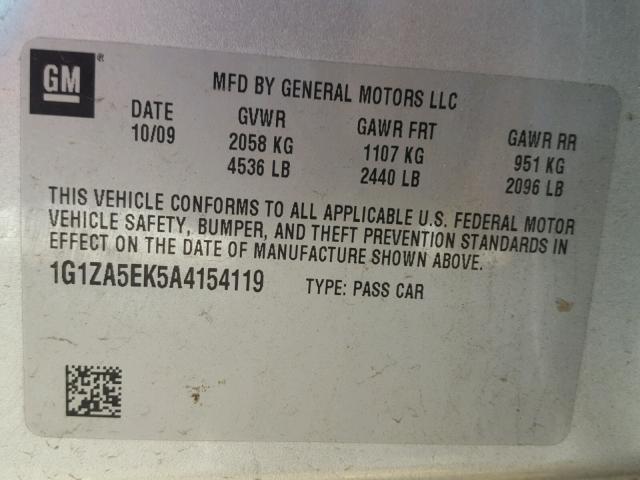 GM®
MFD BY GENERAL MOTORS LLC
DATE GVWR GAWR FRT GAWR RR
10/09 2058 KG 1107 KG 951 KG
4536 LB 2440 LB 2096 LB
THIS VEHICLE CONFORMS TO ALL APPLICABLE U.S. FEDERAL MOTOR
VEHICLE SAFETY, BUMPER, AND THEFT PREVENTION STANDARDS IN
EFFECT ON THE DATE OF MANUFACTURE SHOWN ABOVE.
1G1ZA5EK5A4154119 TYPE: PASS CAR